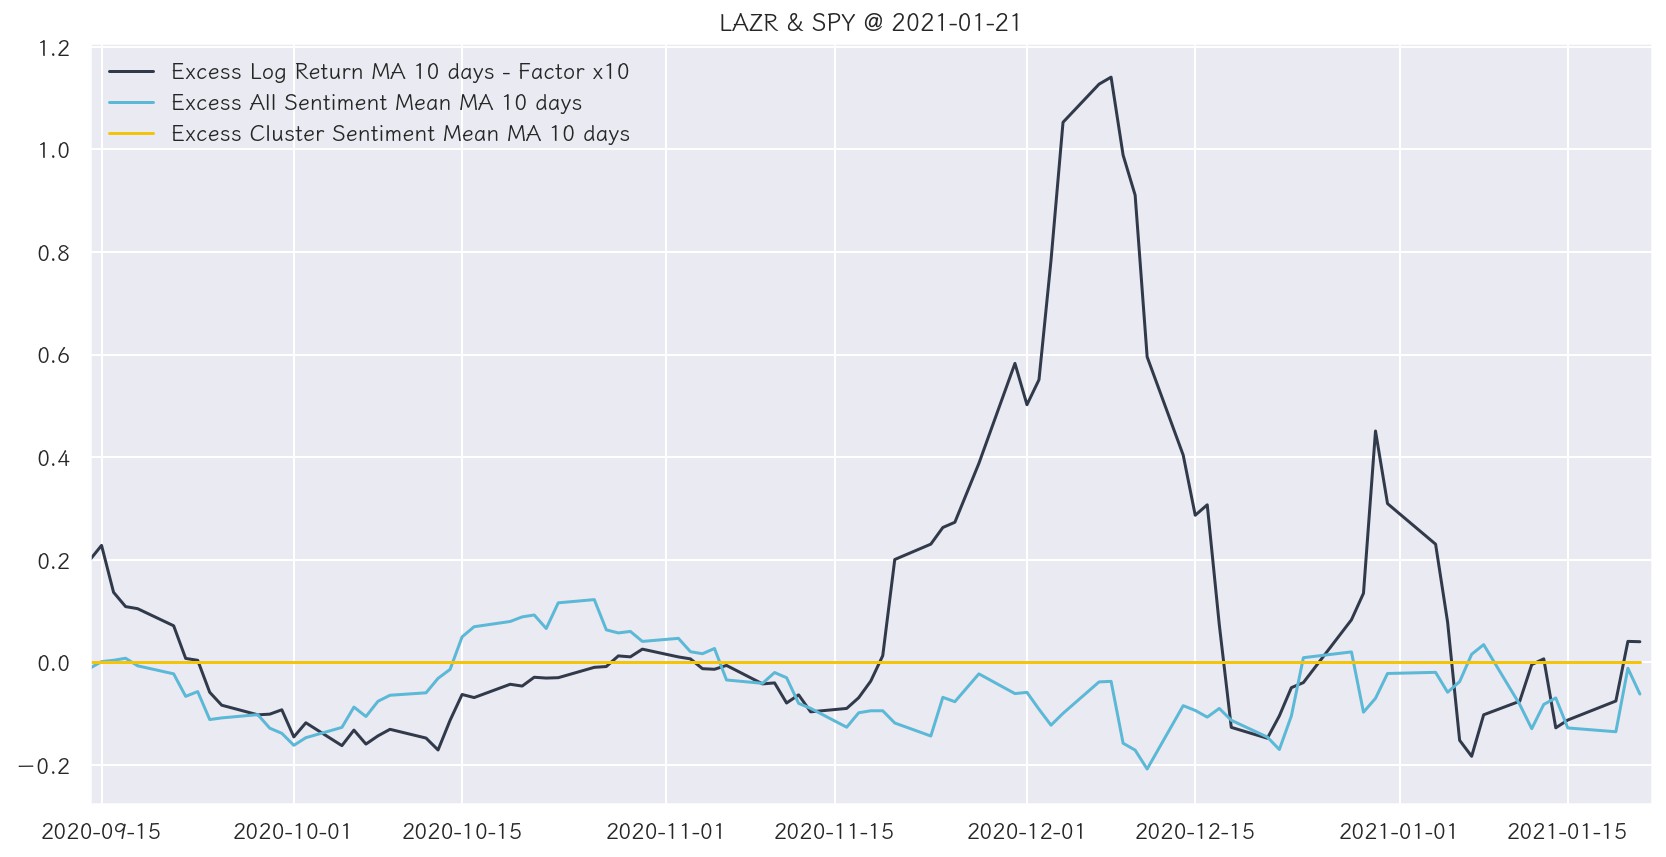 LAZR & SPY @ 2021-01-21
1.2
Excess Log Return MA 10 days - Factor x10
Excess All Sentiment Mean MA 10 days
Excess Cluster Sentiment Mean MA 10 days
1.0
0.8
0.6
0.4
0.2
0.0
−0.2
2020-09-15 2020-10-01 2020-10-15 2020-11-01 2020-11-15 2020-12-01 2020-12-15 2021-01-01 2021-01-15